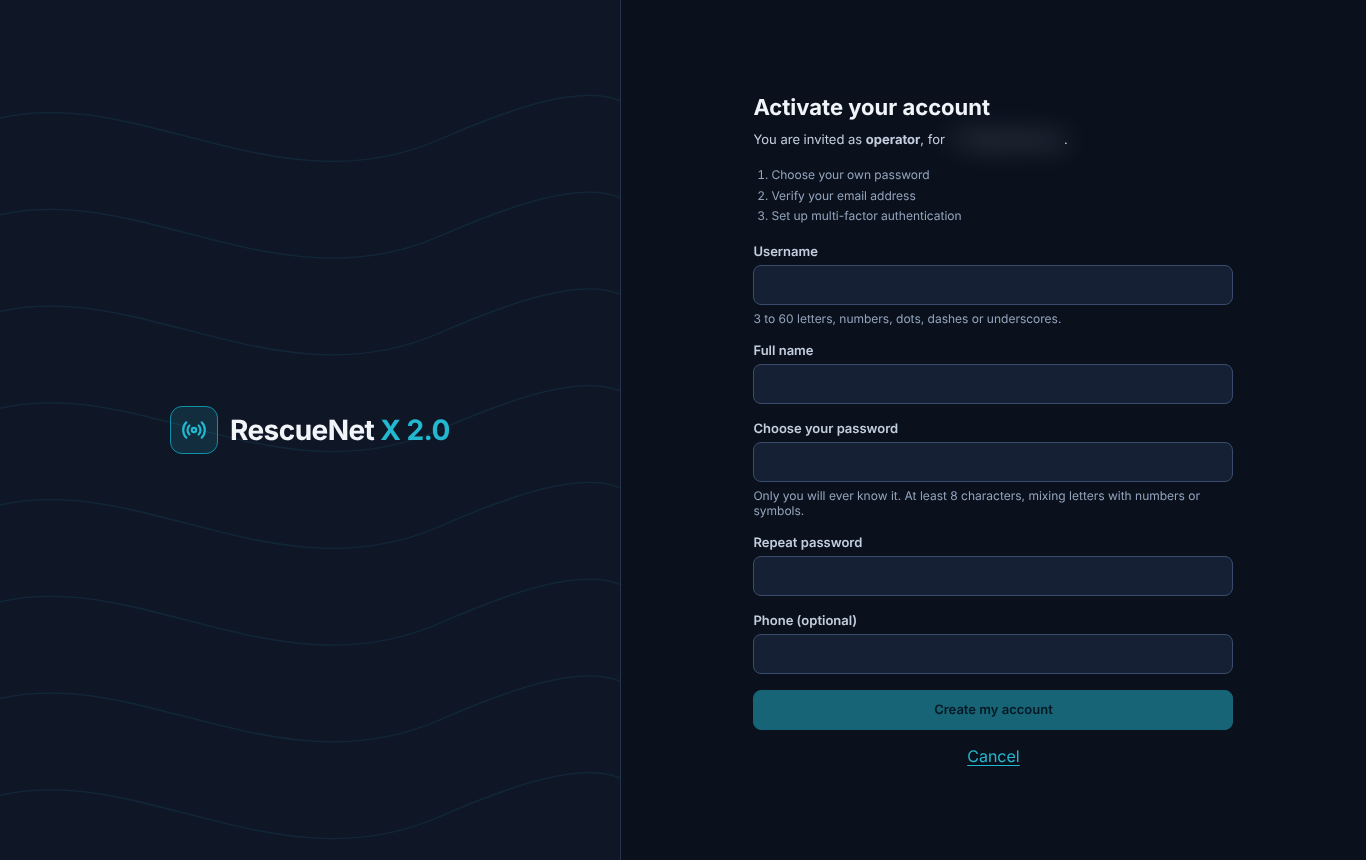 Activate your account
You are invited as operator, for .
1. Choose your own password
2. Verify your email address
3. Set up multi-factor authentication
Username
3 to 60 letters, numbers, dots, dashes or underscores.
Full name
Choose your password
Only you will ever know it. At least 8 characters, mixing letters with numbers or
symbols.
Repeat password
Phone (optional)
Create my account
Cancel
RescueNet X 2.0